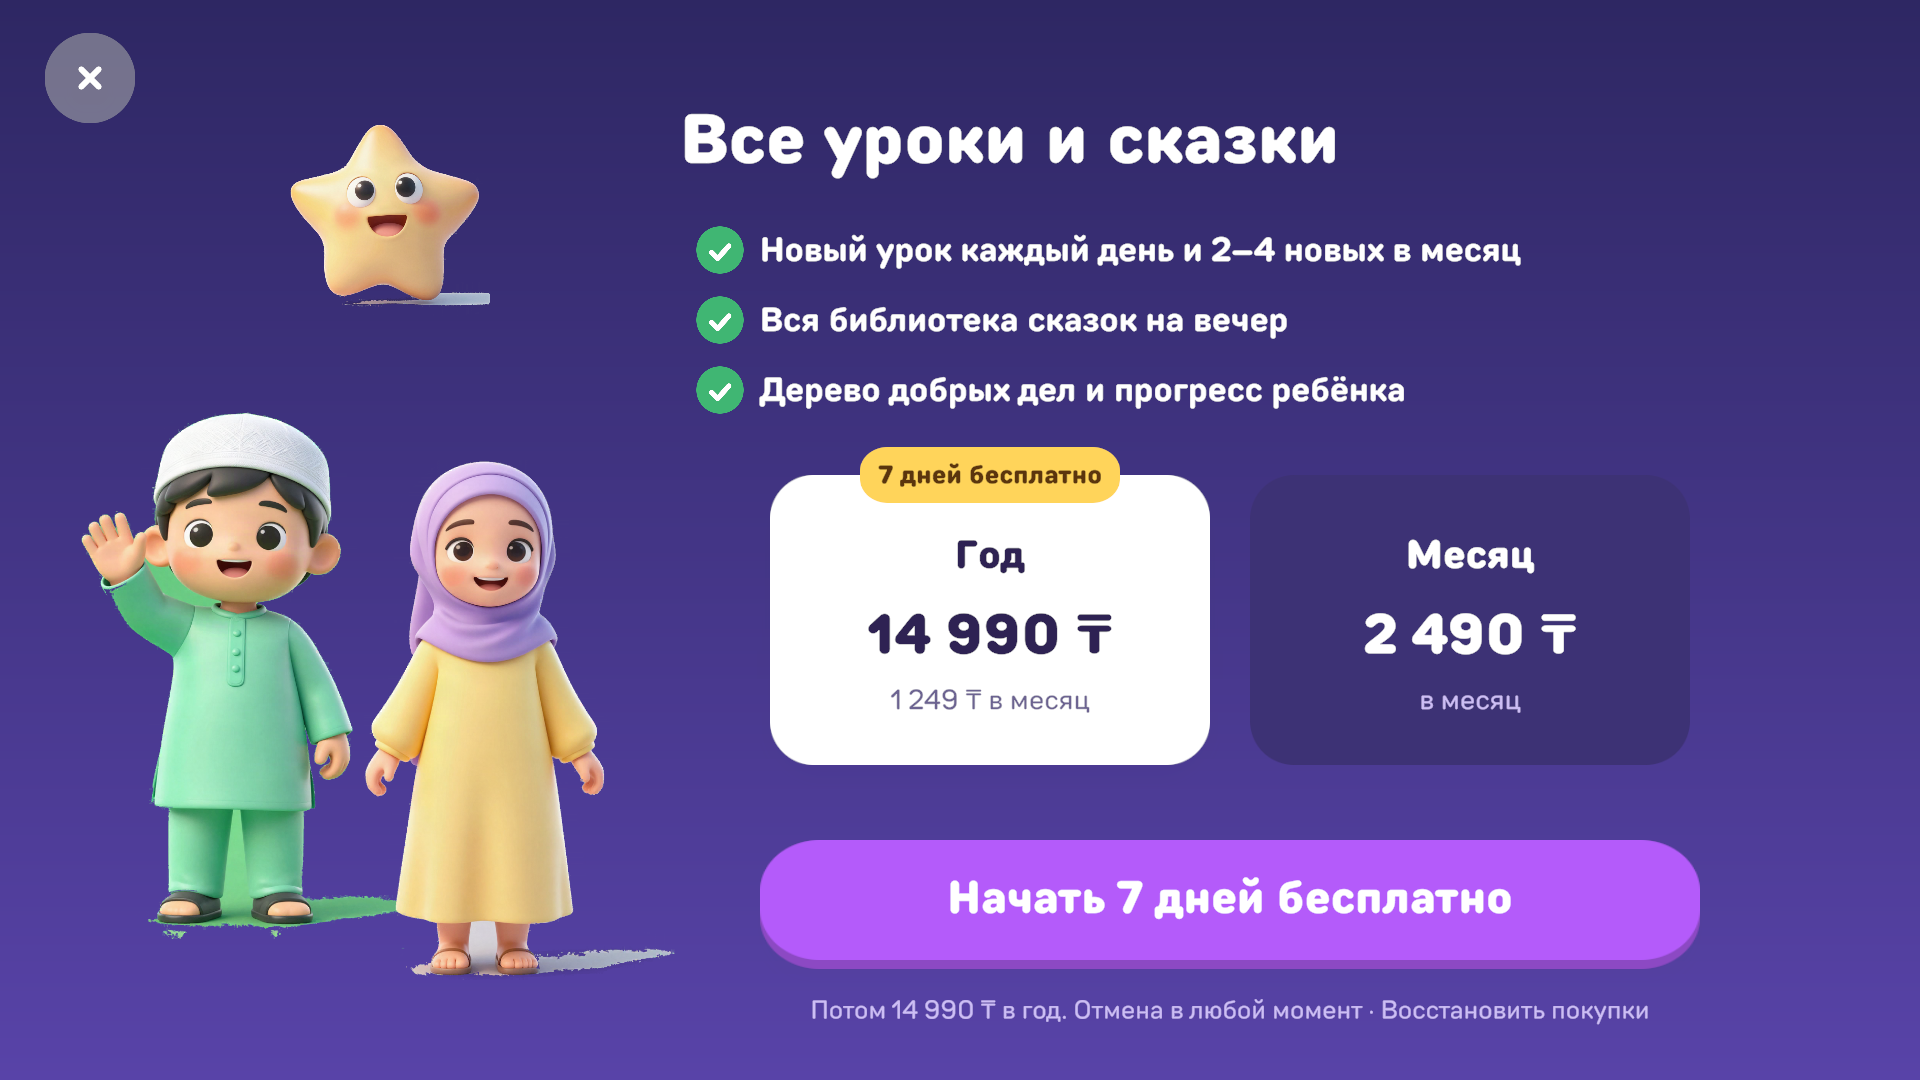 Все уроки и сказки
Новый урок каждый день и 2–4 новых в месяц
Вся библиотека сказок на вечер
Дерево добрых дел и прогресс ребёнка
7 дней бесплатно
Год
14 990 ₸
1 249 ₸ в месяц
Месяц
2 490 ₸
в месяц
Начать 7 дней бесплатно
Потом 14 990 ₸ в год. Отмена в любой момент · Восстановить покупки